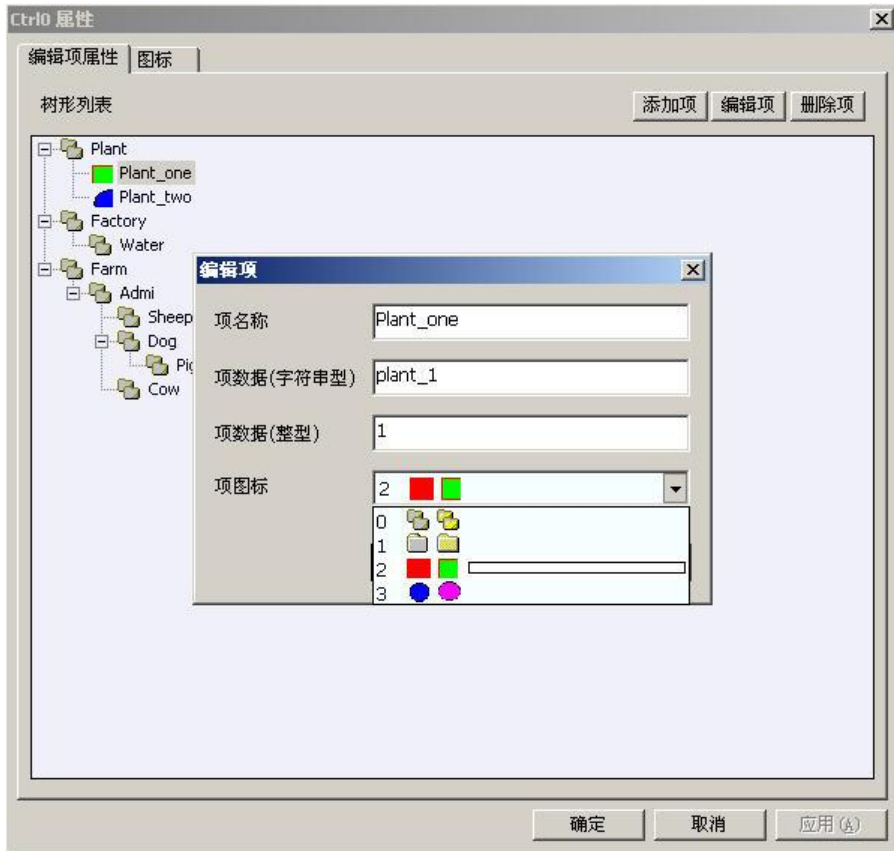 Ctrl0 属性
编辑项属性 图标
树形列表 添加项 编辑项 删除项
Plant
Plant_one
Plant_two
Factory
Water
Farm
Admi
Sheep
Dog
Cow
编辑项
项名称 Plant_one
项数据(字符串型) plant_1
项数据(整型) 1
项图标 2
0
1
2
3
确定 取消 应用(A)